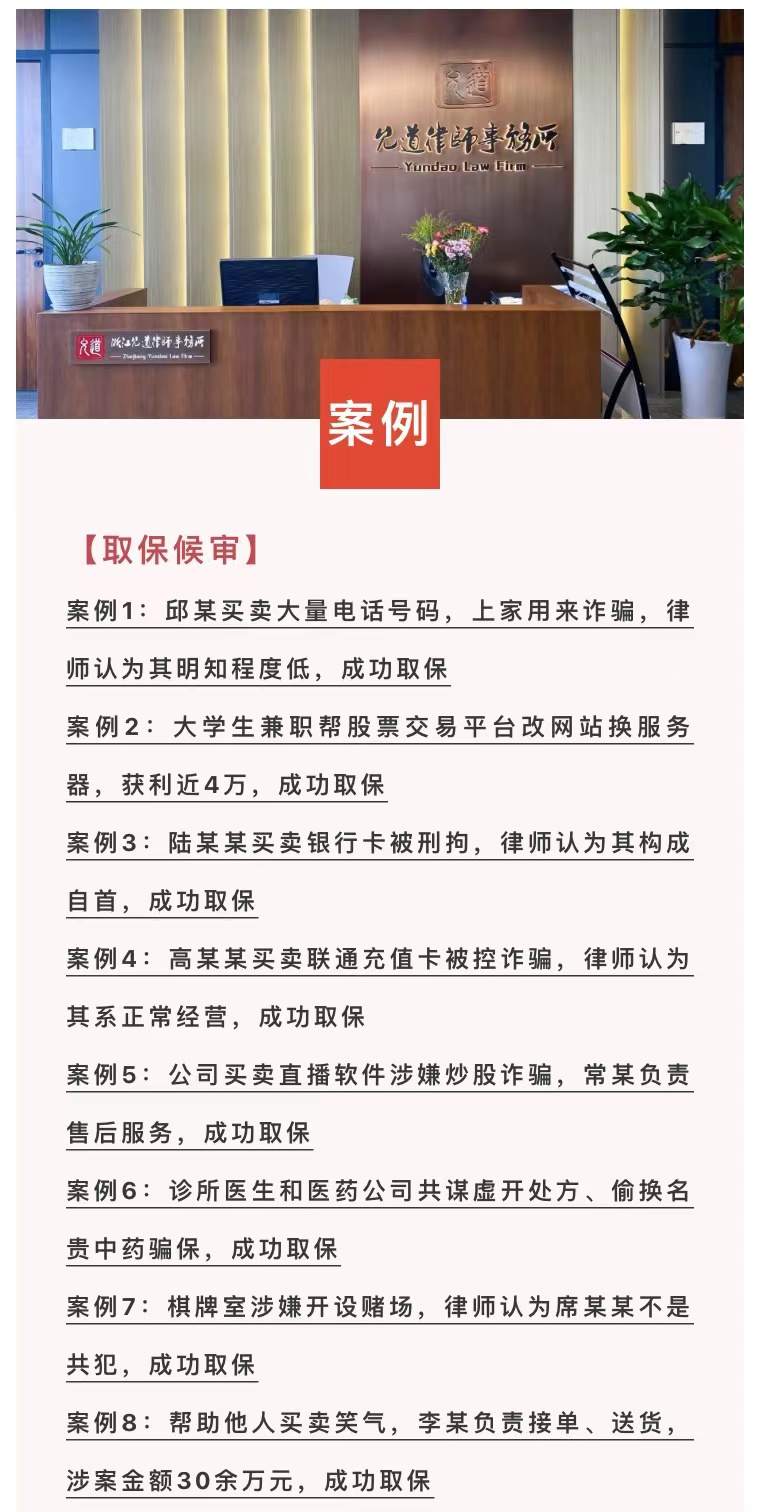 允道
允道律師事務所
Yundao Law Firm
允道
浙江允道律師事務所
Zhejiang Yundao Law Firm
案例
【取保候审】
案例1：邱某买卖大量电话号码，上家用来诈骗，律
师认为其明知程度低，成功取保
案例2：大学生兼职帮股票交易平台改网站换服务
器，获利近4万，成功取保
案例3：陆某某买卖银行卡被刑拘，律师认为其构成
自首，成功取保
案例4：高某某买卖联通充值卡被控诈骗，律师认为
其系正常经营，成功取保
案例5：公司买卖直播软件涉嫌炒股诈骗，常某负责
售后服务，成功取保
案例6：诊所医生和医药公司共谋虚开处方、偷换名
贵中药骗保，成功取保
案例7：棋牌室涉嫌开设赌场，律师认为席某某不是
共犯，成功取保
案例8：帮助他人买卖笑气，李某负责接单、送货，
涉案金额30余万元，成功取保